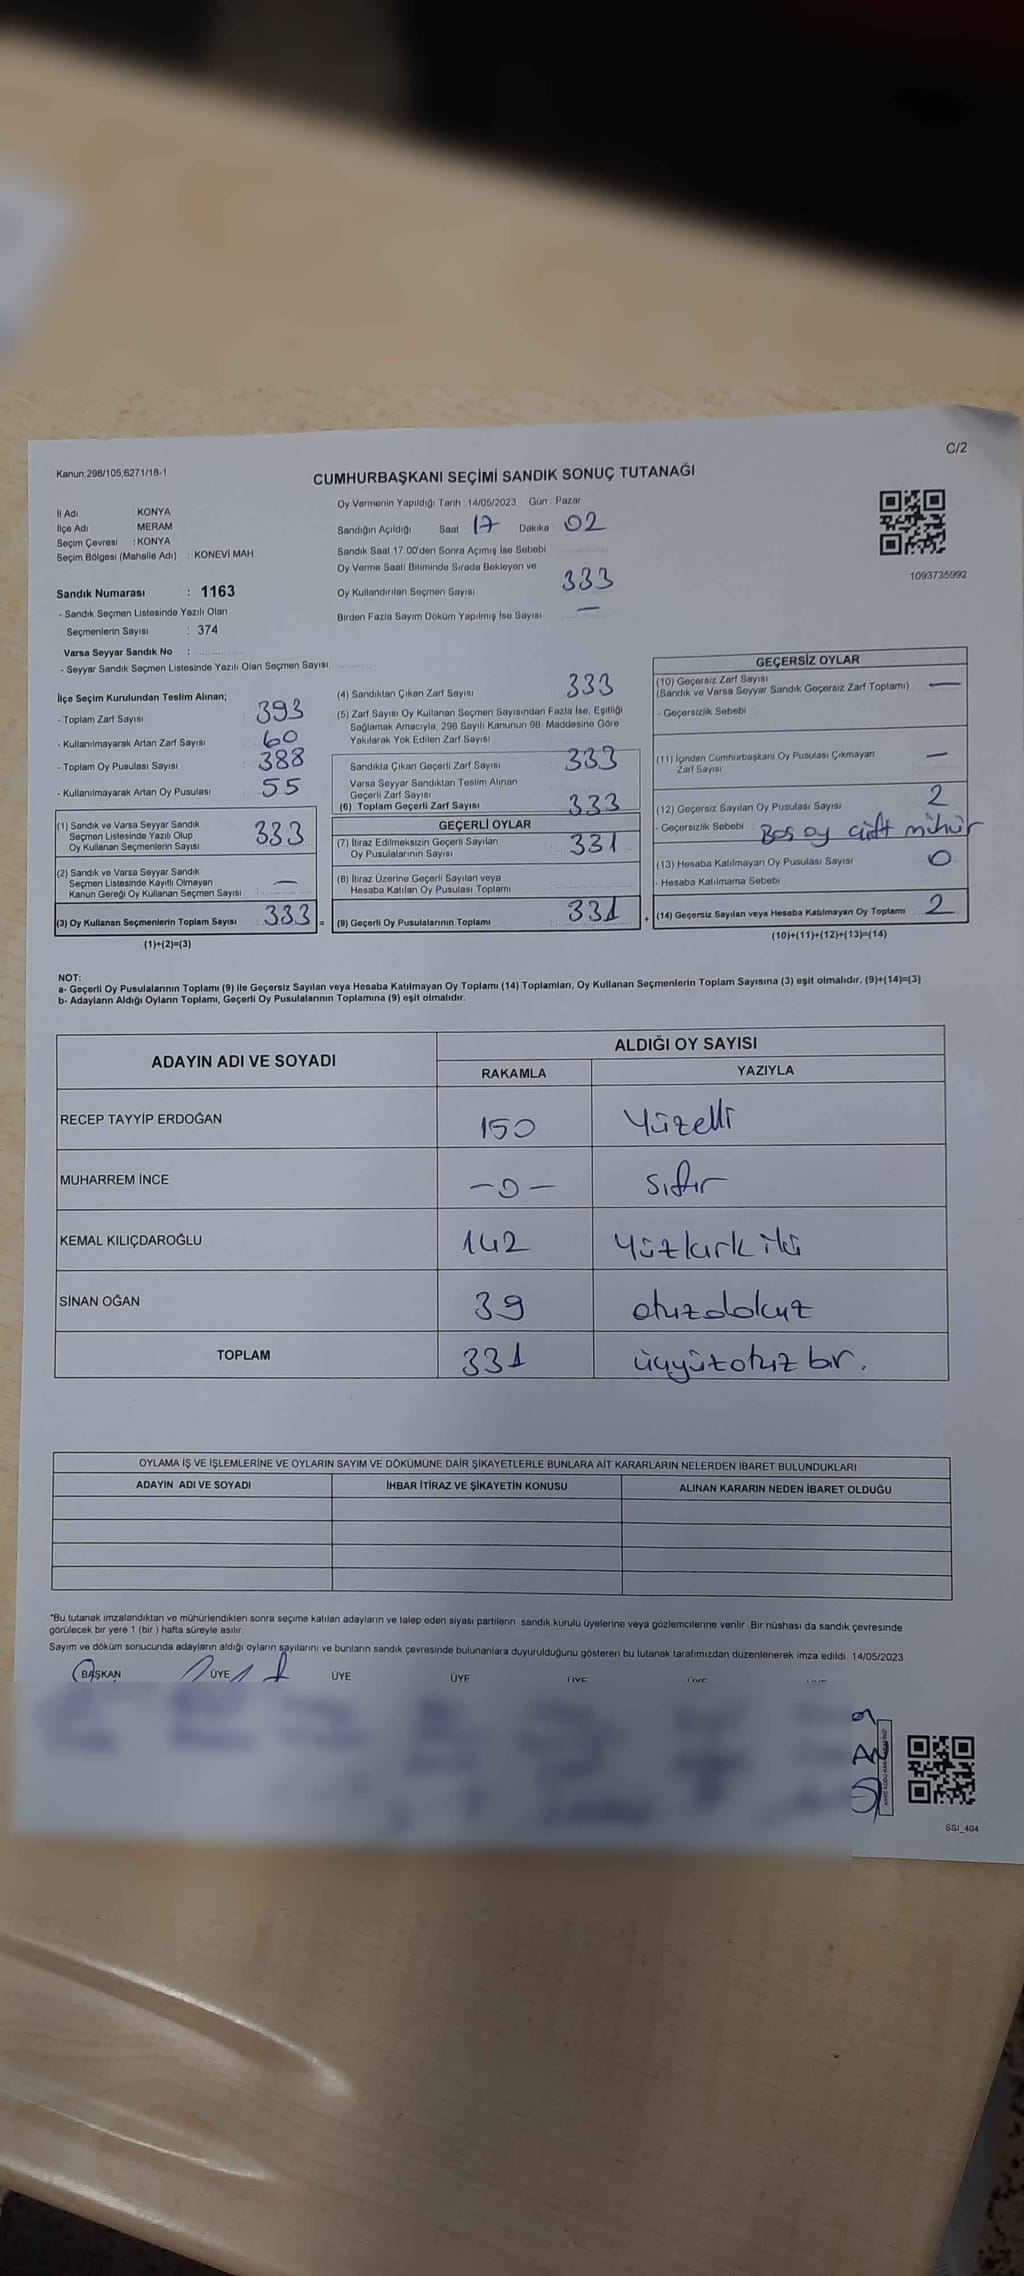 Kanun;298/105,6271/18-1
C/2
CUMHURBAŞKANI SEÇİMİ SANDIK SONUÇ TUTANAĞI
İl Adı : KONYA
İlçe Adı : MERAM
Seçim Çevresi : KONYA
Seçim Bölgesi (Mahalle Adı) : KONEVİ MAH
Sandık Numarası : 1163
- Sandık Seçmen Listesinde Yazılı Olan
Seçmenlerin Sayısı : 374
Varsa Seyyar Sandık No :
- Seyyar Sandık Seçmen Listesinde Yazılı Olan Seçmen Sayısı
Oy Vermenin Yapıldığı Tarih : 14/05/2023 Gün : Pazar
Sandığın Açıldığı Saat : 17 Dakika : 02
Sandık Saat 17.00'den Sonra Açımış İse Sebebi
Oy Verme Saati Bitiminde Sırada Bekleyen ve
Oy Kullandırılan Seçmen Sayısı 333
Birden Fazla Sayım Döküm Yapılmış İse Sayısı —
1093735992
İlçe Seçim Kurulundan Teslim Alınan;
- Toplam Zarf Sayısı : 393
- Kullanılmayarak Artan Zarf Sayısı : 60
- Toplam Oy Pusulası Sayısı : 388
- Kullanılmayarak Artan Oy Pusulası : 55
(1) Sandık ve Varsa Seyyar Sandık
Seçmen Listesinde Yazılı Olup
Oy Kullanan Seçmenlerin Sayısı : 333
(2) Sandık ve Varsa Seyyar Sandık
Seçmen Listesinde Kayıtlı Olmayan
Kanun Gereği Oy Kullanan Seçmen Sayısı : —
(3) Oy Kullanan Seçmenlerin Toplam Sayısı : 333 =
(1)+(2)=(3)
(4) Sandıktan Çıkan Zarf Sayısı 333
(5) Zarf Sayısı Oy Kullanan Seçmen Sayısından Fazla İse, Eşitliği
Sağlamak Amacıyla, 298 Sayılı Kanunun 98. Maddesine Göre
Yakılarak Yok Edilen Zarf Sayısı
Sandıkta Çıkan Geçerli Zarf Sayısı 333
Varsa Seyyar Sandıktan Teslim Alınan
Geçerli Zarf Sayısı
(6) Toplam Geçerli Zarf Sayısı 333
GEÇERLİ OYLAR
(7) İtiraz Edilmeksizin Geçerli Sayılan
Oy Pusulalarının Sayısı 331
(8) İtiraz Üzerine Geçerli Sayılan veya
Hesaba Katılan Oy Pusulası Toplamı
(9) Geçerli Oy Pusulalarının Toplamı 331 +
GEÇERSİZ OYLAR
(10) Geçersiz Zarf Sayısı
(Sandık ve Varsa Seyyar Sandık Geçersiz Zarf Toplamı) —
- Geçersizlik Sebebi
(11) İçinden Cumhurbaşkanı Oy Pusulası Çıkmayan
Zarf Sayısı —
(12) Geçersiz Sayılan Oy Pusulası Sayısı 2
- Geçersizlik Sebebi Boş oy çift mühür
(13) Hesaba Katılmayan Oy Pusulası Sayısı 0
- Hesaba Katılmama Sebebi
(14) Geçersiz Sayılan veya Hesaba Katılmayan Oy Toplamı 2
(10)+(11)+(12)+(13)=(14)
NOT:
a- Geçerli Oy Pusulalarının Toplamı (9) ile Geçersiz Sayılan veya Hesaba Katılmayan Oy Toplamı (14) Toplamları, Oy Kullanan Seçmenlerin Toplam Sayısına (3) eşit olmalıdır. (9)+(14)=(3)
b- Adayların Aldığı Oyların Toplamı, Geçerli Oy Pusulalarının Toplamına (9) eşit olmalıdır.
ADAYIN ADI VE SOYADI
ALDIĞI OY SAYISI
RAKAMLA YAZIYLA
RECEP TAYYİP ERDOĞAN 150 Yüzelli
MUHARREM İNCE -0- sıfır
KEMAL KILIÇDAROĞLU 142 Yüzkırk iki
SİNAN OĞAN 39 otuzdokuz
TOPLAM 331 üçyüzotuz bir.
OYLAMA İŞ VE İŞLEMLERİNE VE OYLARIN SAYIM VE DÖKÜMÜNE DAİR ŞİKAYETLERLE BUNLARA AİT KARARLARIN NELERDEN İBARET BULUNDUKLARI
ADAYIN ADI VE SOYADI İHBAR İTİRAZ VE ŞİKAYETİN KONUSU ALINAN KARARIN NEDEN İBARET OLDUĞU
*Bu tutanak imzalandıktan ve mühürlendikten sonra seçime katılan adayların ve talep eden siyasi partilerin sandık kurulu üyelerine veya gözlemcilerine verilir. Bir nüshası da sandık çevresinde
görülecek bir yere 1 (bir ) hafta süreyle asılır.
Sayım ve döküm sonucunda adayların aldığı oyların sayılarını ve bunların sandık çevresinde bulunanlara duyurulduğunu gösteren bu tutanak tarafımızdan düzenlenerek imza edildi. 14/05/2023
BAŞKAN ÜYE ÜYE ÜYE ÜYE ÜYE
SSI_404